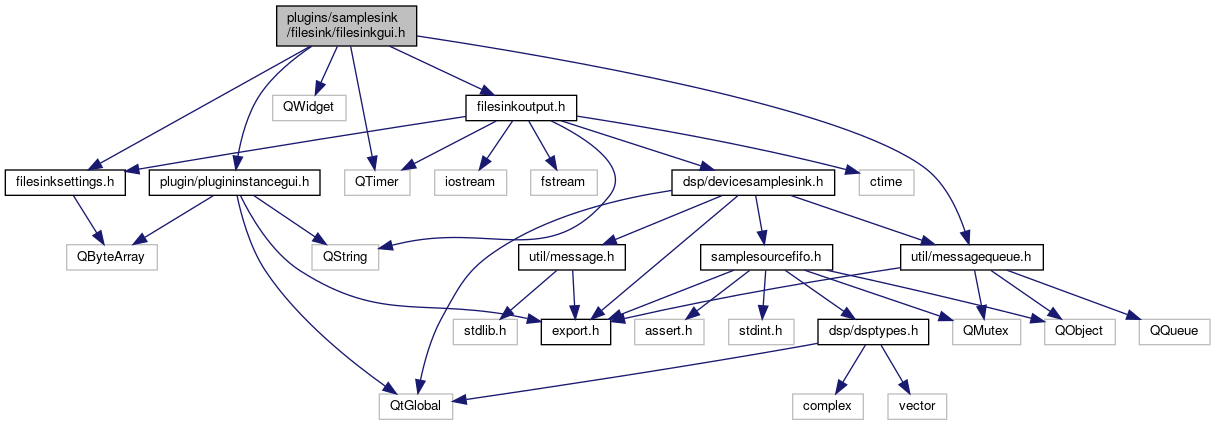 plugins/samplesink
/filesink/filesinkgui.h
QWidget
filesinkoutput.h
filesinksettings.h
plugin/plugininstancegui.h
QTimer
iostream
fstream
dsp/devicesamplesink.h
ctime
QByteArray
QString
util/message.h
samplesourcefifo.h
util/messagequeue.h
stdlib.h
export.h
assert.h
stdint.h
dsp/dsptypes.h
QMutex
QObject
QQueue
QtGlobal
complex
vector